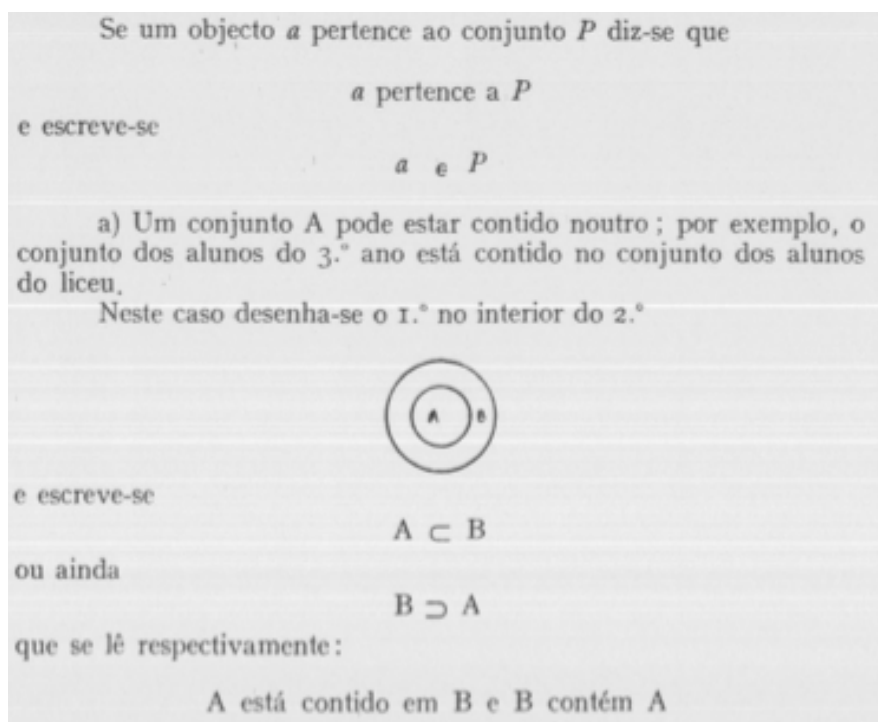 Se um objecto a pertence ao conjunto P diz-se que
a pertence a P
e escreve-se
a e P
a) Um conjunto A pode estar contido noutro; por exemplo, o
conjunto dos alunos do 3.° ano está contido no conjunto dos alunos
do liceu.
Neste caso desenha-se o 1.° no interior do 2.°
A B
e escreve-se
A ⊂ B
ou ainda
B ⊃ A
que se lê respectivamente:
A está contido em B e B contém A